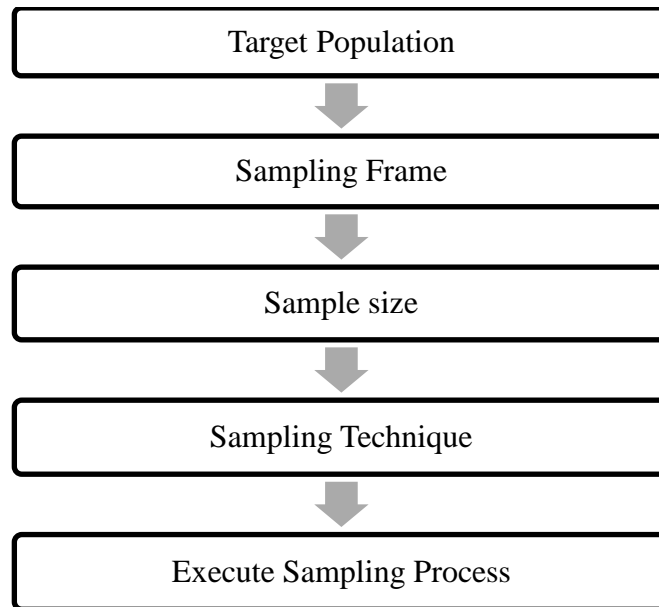 Target Population
Sampling Frame
Sample size
Sampling Technique
Execute Sampling Process